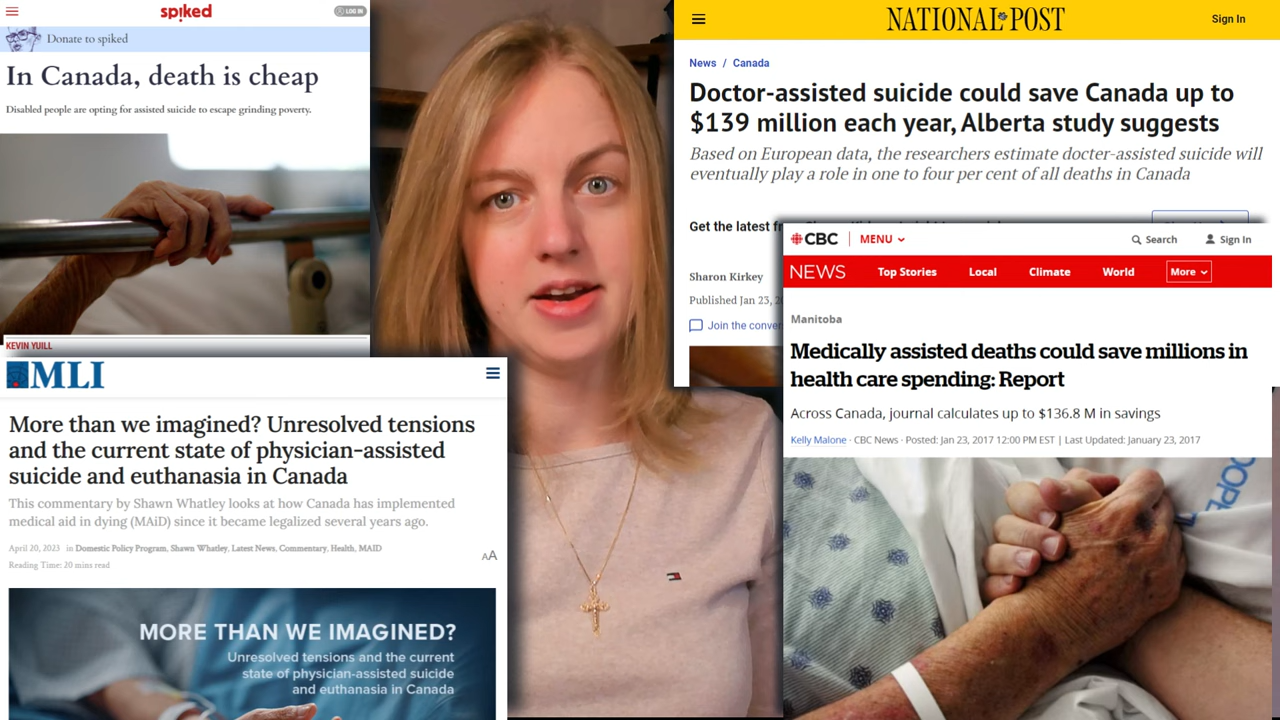 spiked
LOG IN
Donate to spiked
In Canada, death is cheap
Disabled people are opting for assisted suicide to escape grinding poverty.
KEVIN YUILL
MLI
More than we imagined? Unresolved tensions
and the current state of physician-assisted
suicide and euthanasia in Canada
This commentary by Shawn Whatley looks at how Canada has implemented
medical aid in dying (MAiD) since it became legalized several years ago.
April 20, 2023 in Domestic Policy Program, Shawn Whatley, Latest News, Commentary, Health, MAID
Reading Time: 20 mins read
AA
MORE THAN WE IMAGINED?
Unresolved tensions
and the current
state of physician-assisted suicide
and euthanasia in Canada
NATIONAL POST
Sign In
News / Canada
Doctor-assisted suicide could save Canada up to
$139 million each year, Alberta study suggests
Based on European data, the researchers estimate docter-assisted suicide will
eventually play a role in one to four per cent of all deaths in Canada
Get the latest
Sharon Kirkey
Published Jan 23,
Join the
CBC
MENU
Search
Sign In
NEWS
Top Stories
Local
Climate
World
More
Manitoba
Medically assisted deaths could save millions in
health care spending: Report
Across Canada, journal calculates up to $136.8 M in savings
Kelly Malone · CBC News · Posted: Jan 23, 2017 12:00 PM EST | Last Updated: January 23, 2017